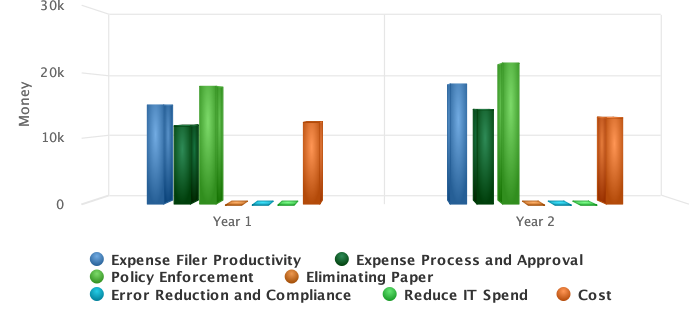 30k
20k
10k
0
Money
Year 1
Year 2
Expense Filer Productivity
Expense Process and Approval
Policy Enforcement
Eliminating Paper
Error Reduction and Compliance
Reduce IT Spend
Cost